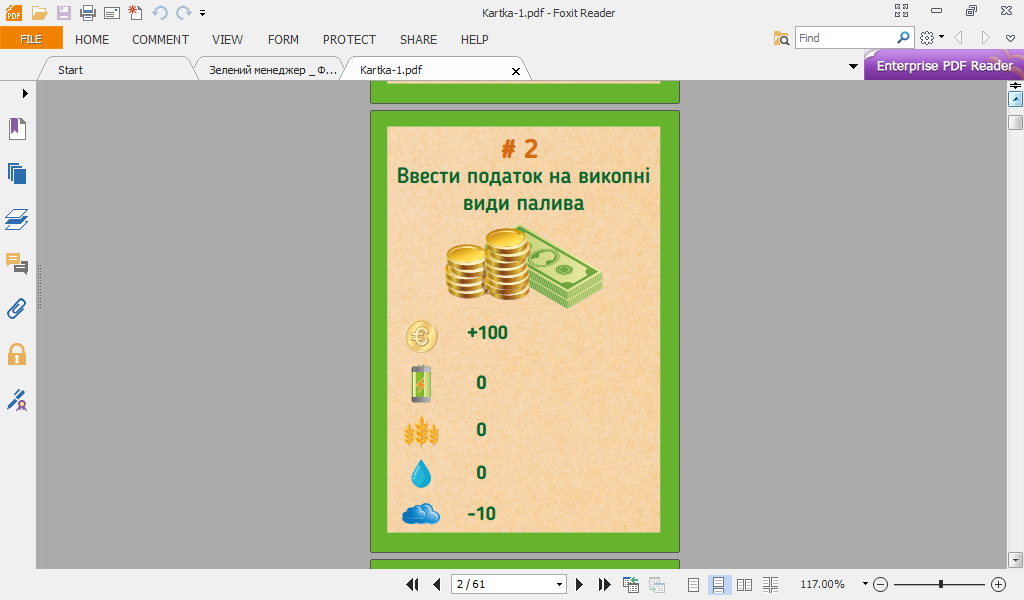 Kartka-1.pdf - Foxit Reader
FILE HOME COMMENT VIEW FORM PROTECT SHARE HELP
Find
Start
Зелений менеджер _ Ф...
Kartka-1.pdf
Enterprise PDF Reader
# 2
Ввести податок на викопні
види палива
+100
0
0
0
-10
2 / 61
117.00%